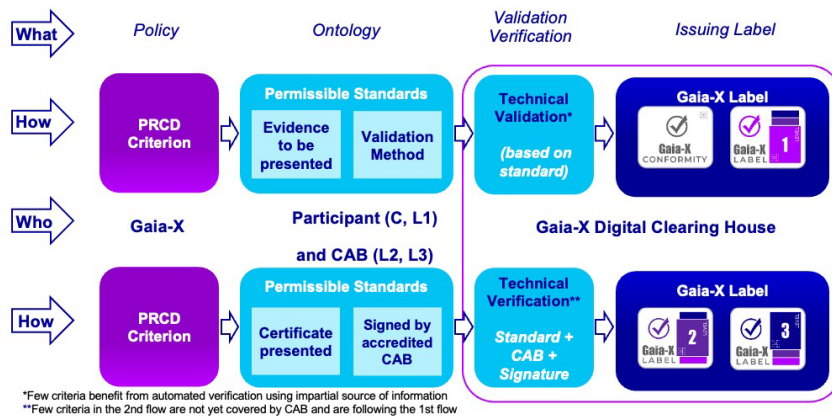 What
Policy
Ontology
Validation
Verification
Issuing Label
How
PRCD
Criterion
Permissible Standards
Evidence
to be
presented
Validation
Method
Technical
Validation*
(based on
standard)
Gaia-X Label
Gaia-X
CONFORMITY
Gaia-X
LABEL
1
Who
Gaia-X
Participant (C, L1)
and CAB (L2, L3)
Gaia-X Digital Clearing House
How
PRCD
Criterion
Permissible Standards
Certificate
presented
Signed by
accredited
CAB
Technical
Verification**
Standard +
CAB +
Signature
Gaia-X Label
Gaia-X
LABEL
2
Gaia-X
LABEL
3
*Few criteria benefit from automated verification using impartial source of information
**Few criteria in the 2nd flow are not yet covered by CAB and are following the 1st flow